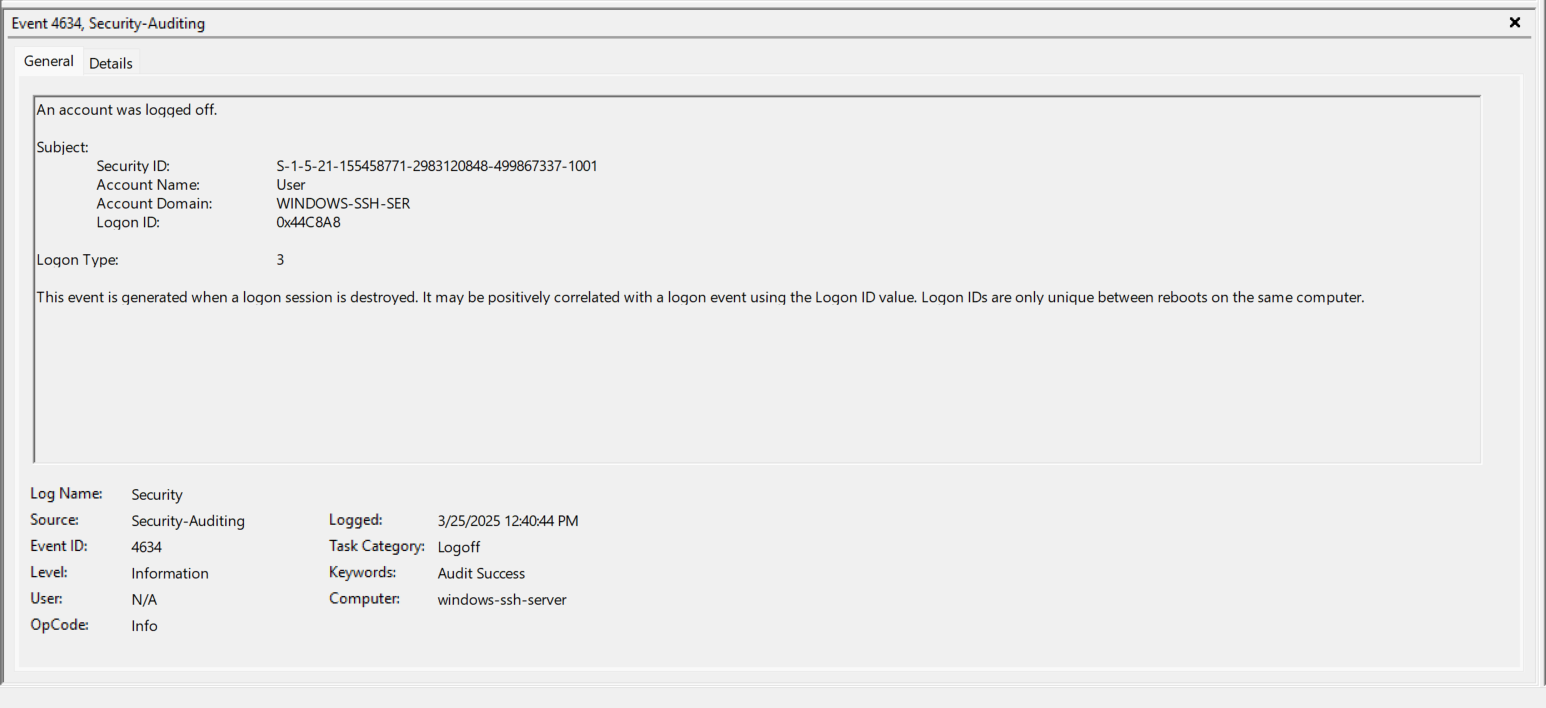 Event 4634, Security-Auditing
General Details
An account was logged off.
Subject:
Security ID: S-1-5-21-155458771-2983120848-499867337-1001
Account Name: User
Account Domain: WINDOWS-SSH-SER
Logon ID: 0x44C8A8
Logon Type: 3
This event is generated when a logon session is destroyed. It may be positively correlated with a logon event using the Logon ID value. Logon IDs are only unique between reboots on the same computer.
Log Name: Security
Source: Security-Auditing Logged: 3/25/2025 12:40:44 PM
Event ID: 4634 Task Category: Logoff
Level: Information Keywords: Audit Success
User: N/A Computer: windows-ssh-server
OpCode: Info